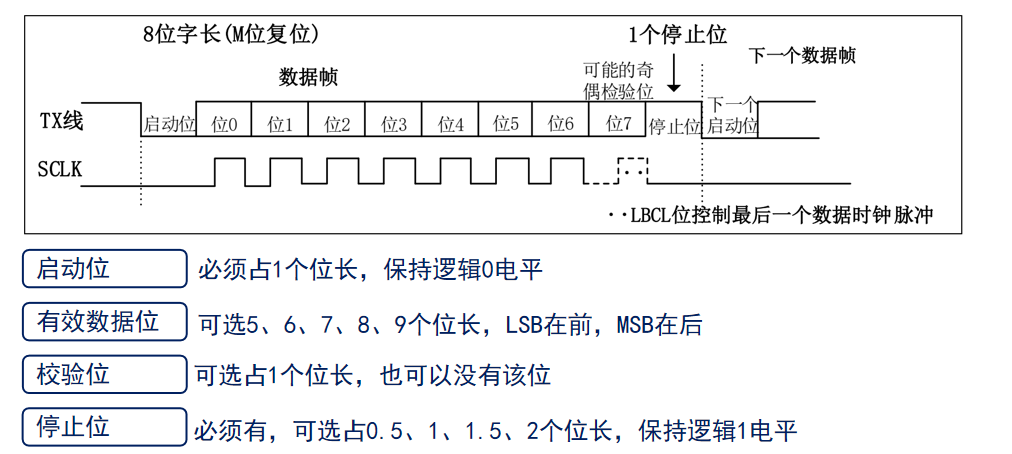 8位字长(M位复位)
1个停止位
下一个数据帧
数据帧
可能的奇
偶检验位
TX线
启动位
位0
位1
位2
位3
位4
位5
位6
位7
停止位
下一个
启动位
SCLK
··
··LBCL位控制最后一个数据时钟脉冲
启动位 必须占1个位长，保持逻辑0电平
有效数据位 可选5、6、7、8、9个位长，LSB在前，MSB在后
校验位 可选占1个位长，也可以没有该位
停止位 必须有，可选占0.5、1、1.5、2个位长，保持逻辑1电平